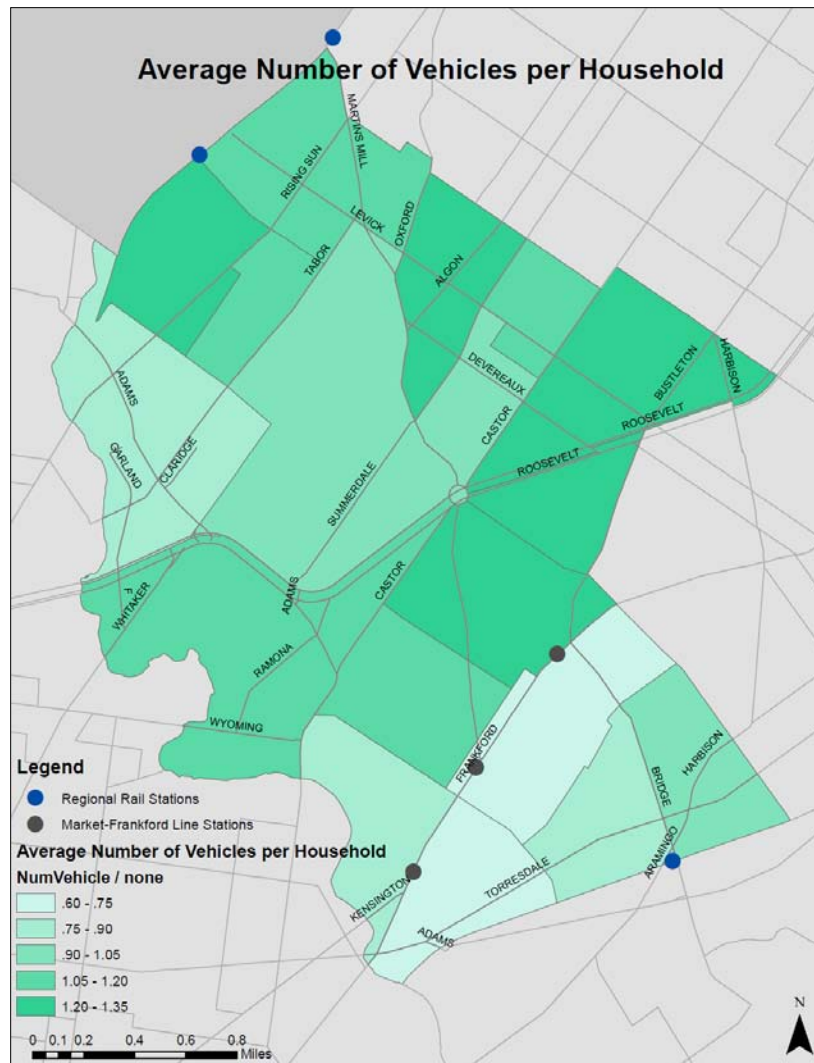 Average Number of Vehicles per Household
MARTINS MILL
RISING SUN
LEVICK
OXFORD
TABOR
ALGON
DEVEREAUX
BUSTLETON
HARBISON
ADAMS
CASTOR
ROOSEVELT
ROOSEVELT
GARLAND
CLARIDGE
SUMMERDALE
F
WHITAKER
ADAMS
CASTOR
RAMONA
WYOMING
FRANKFORD
BRIDGE
HARBISON
KENSINGTON
TORRESDALE
ARAMINGO
ADAMS
Legend
Regional Rail Stations
Market-Frankford Line Stations
Average Number of Vehicles per Household
NumVehicle / none
.60 - .75
.75 - .90
.90 - 1.05
1.05 - 1.20
1.20 - 1.35
0 0.1 0.2 0.4 0.6 0.8
Miles
N